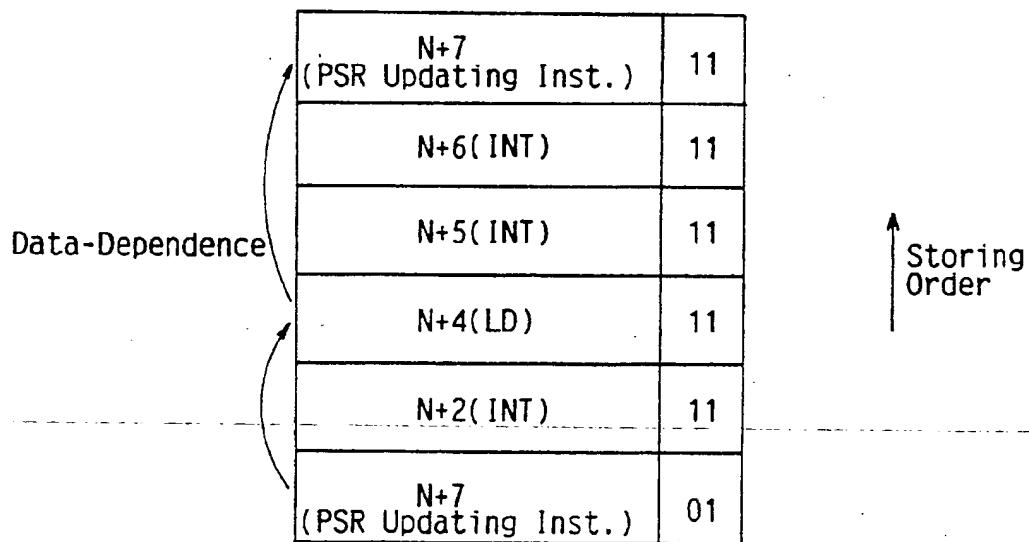 N+7
(PSR Updating Inst.)
11
N+6(INT)
11
N+5(INT)
11
Data-Dependence
Storing
Order
N+4(LD)
11
N+2(INT)
11
N+7
(PSR Updating Inst.)
01